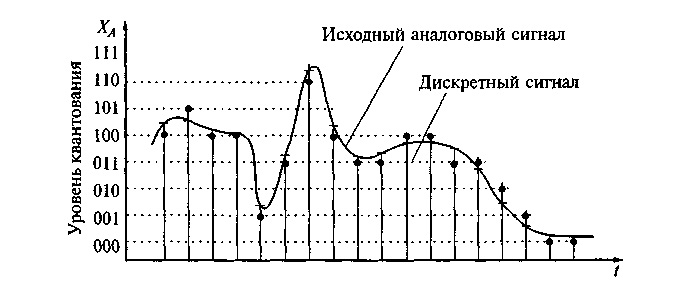 X_A
Исходный аналоговый сигнал
Дискретный сигнал
Уровень квантования
111
110
101
100
011
010
001
000
t